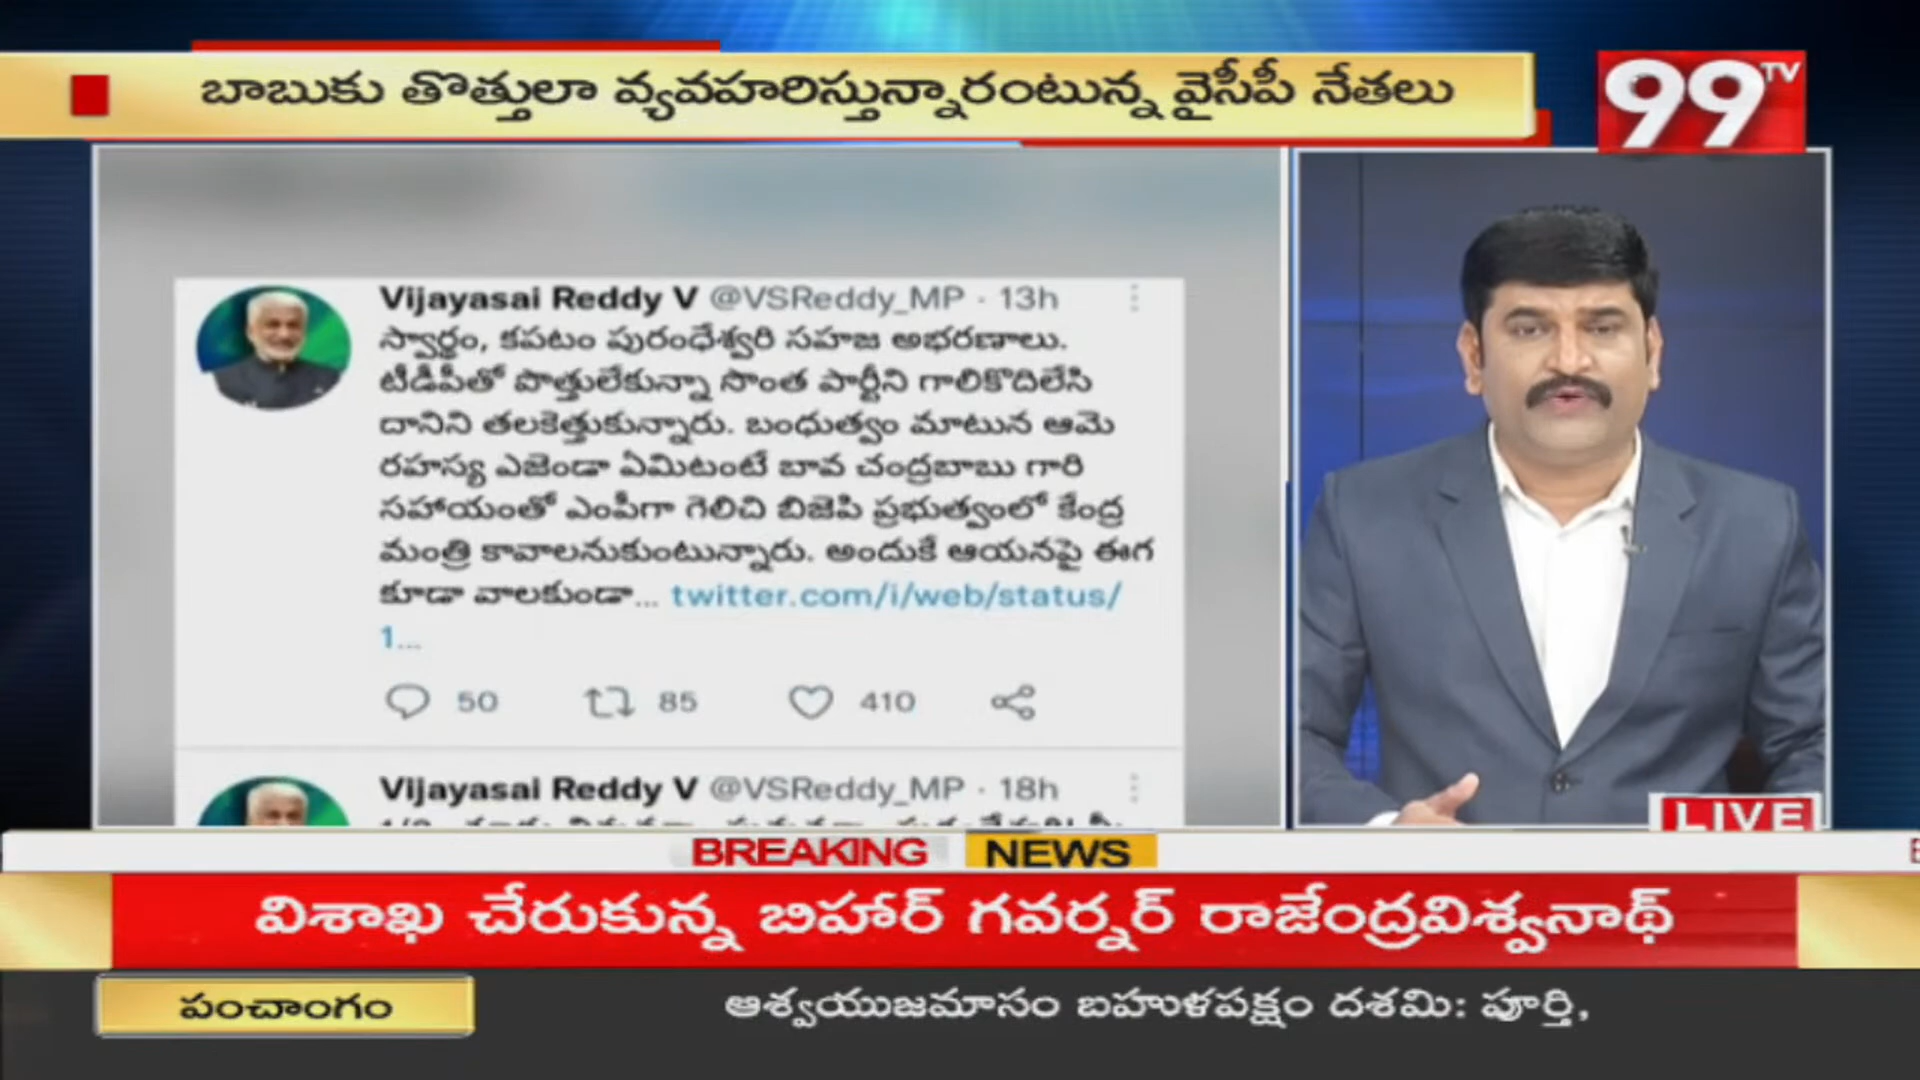 బాబుకు తొత్తులా వ్యవహరిస్తున్నారంటున్న వైసీపీ నేతలు
99 TV
Vijayasai Reddy V @VSReddy_MP · 13h
స్వార్థం, కపటం పురంధేశ్వరి సహజ అభరణాలు.
టీడీపీతో పొత్తులేకున్నా సొంత పార్టీని గాలికొదిలేసి
దానిని తలకెత్తుకున్నారు. బంధుత్వం మాటున ఆమె
రహస్య ఎజెండా ఏమిటంటే బావ చంద్రబాబు గారి
సహాయంతో ఎంపీగా గెలిచి బిజెపి ప్రభుత్వంలో కేంద్ర
మంత్రి కావాలనుకుంటున్నారు. అందుకే ఆయనపై ఈగ
కూడా వాలకుండా... twitter.com/i/web/status/
1...
50 85 410
Vijayasai Reddy V @VSReddy_MP · 18h
LIVE
BREAKING NEWS
విశాఖ చేరుకున్న బిహార్ గవర్నర్ రాజేంద్రవిశ్వనాథ్
పంచాంగం
ఆశ్వయుజమాసం బహుళపక్షం దశమి: పూర్తి,